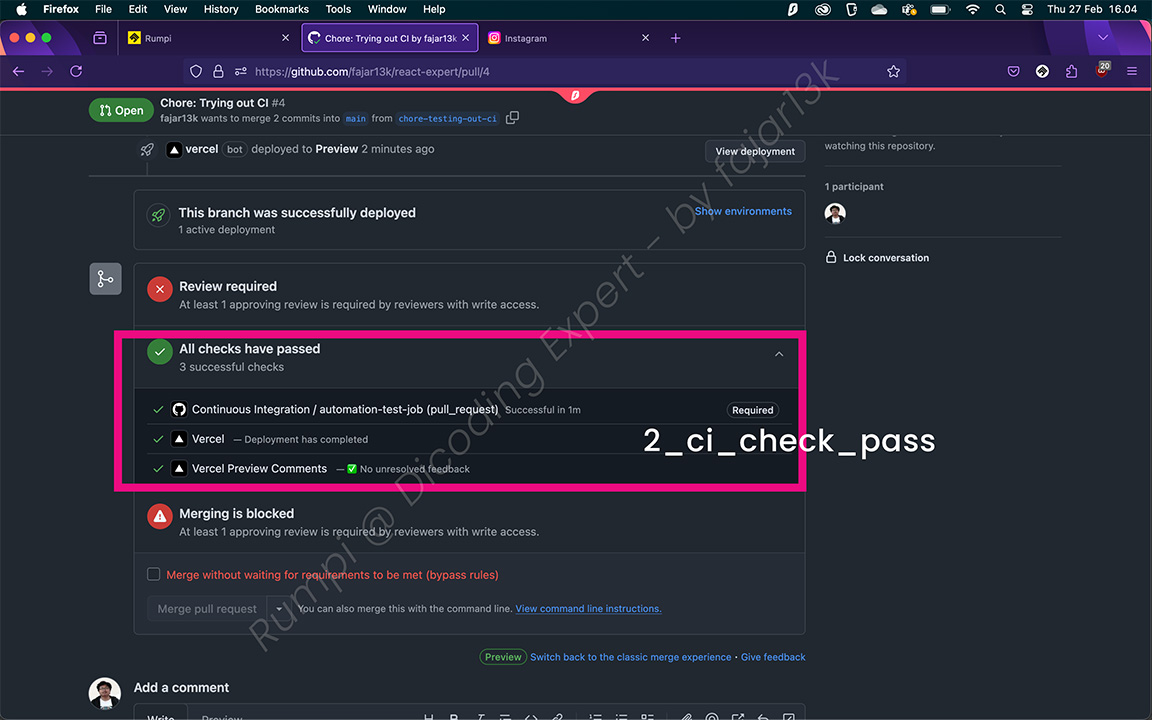 Firefox File Edit View History Bookmarks Tools Window Help Thu 27 Feb 16.04
Rumpi
Chore: Trying out CI by fajar13k
Instagram
https://github.com/fajar13k/react-expert/pull/4
20
Open
Chore: Trying out CI #4
fajar13k wants to merge 2 commits into main from chore-testing-out-ci
vercel bot deployed to Preview 2 minutes ago
View deployment
watching this repository.
This branch was successfully deployed
1 active deployment
Show environments
1 participant
Lock conversation
Review required
At least 1 approving review is required by reviewers with write access.
All checks have passed
3 successful checks
Continuous Integration / automation-test-job (pull_request) Successful in 1m
Required
Vercel — Deployment has completed
Vercel Preview Comments — ✅ No unresolved feedback
2_ci_check_pass
Merging is blocked
At least 1 approving review is required by reviewers with write access.
Merge without waiting for requirements to be met (bypass rules)
Merge pull request
You can also merge this with the command line. View command line instructions.
Preview Switch back to the classic merge experience · Give feedback
Add a comment
Write Preview
Rumpi @ Dicoding Expert - by fajar13k